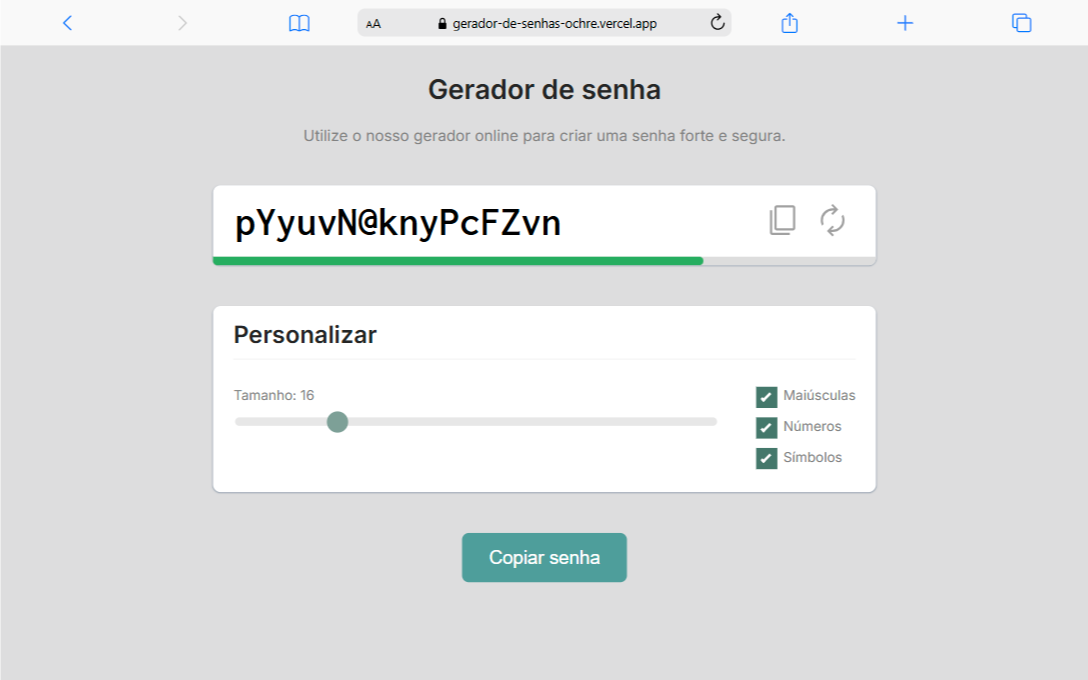 AA gerador-de-senhas-ochre.vercel.app
Gerador de senha
Utilize o nosso gerador online para criar uma senha forte e segura.
pYyuvN@knyPcFZvn
Personalizar
Tamanho: 16
Maiúsculas
Números
Símbolos
Copiar senha